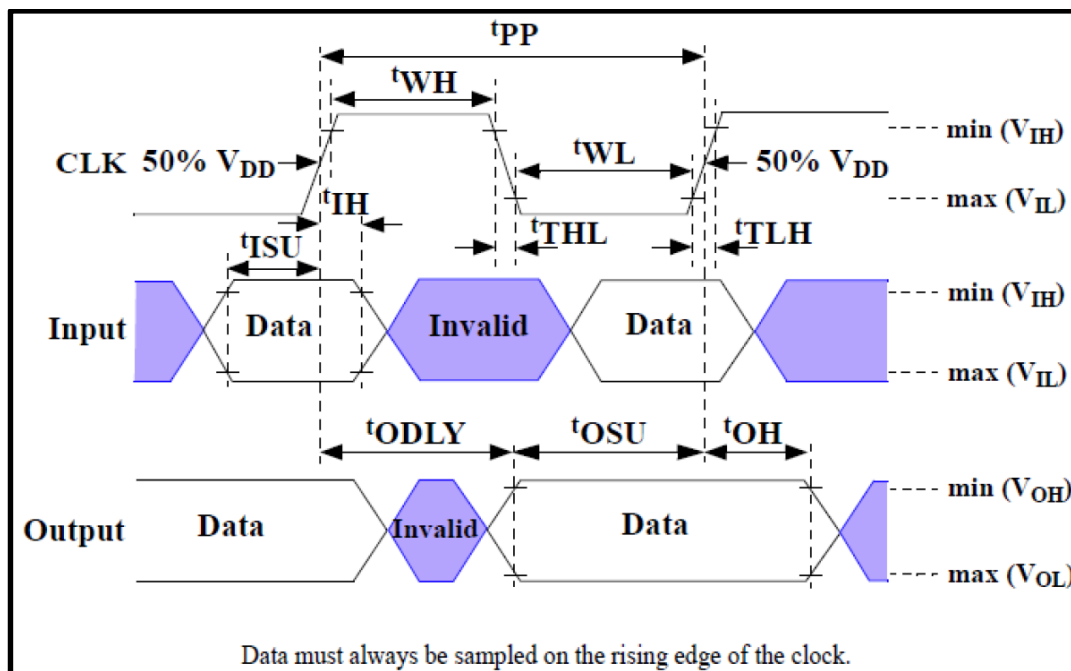 tPP
tWH
min (VIH)
CLK 50% VDD
tWL
50% VDD
tIH
max (VIL)
tTHL
tTLH
tISU
min (VIH)
Input
Data
Invalid
Data
max (VIL)
tODLY
tOSU
tOH
min (VOH)
Output
Data
Invalid
Data
max (VOL)
Data must always be sampled on the rising edge of the clock.